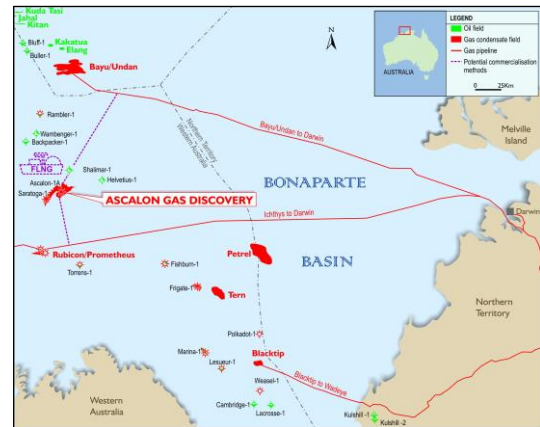 Kuda Tasi
Jahal
Kitan
Bluff-1
Kakatua
Elang
Buller-1
Bayu/Undan
N
LEGEND
Oil field
Gas condensate field
Gas pipeline
Potential commercialisation
methods
0 25Km
AUSTRALIA
Rambler-1
Wambenger-1
Backpacker-1
Northern Territory
Western Australia
Bayu/Undan to Darwin
Melville
Island
FLNG
Shalimar-1
Helvetius-1
Ascalon-1A
Saratoga-1
ASCALON GAS DISCOVERY
BONAPARTE
BASIN
Ichthys to Darwin
Darwin
Rubicon/Prometheus
Torrens-1
Fishburn-1
Petrel
Frigate-1
Tern
Northern
Territory
Polkadot-1
Marina-1
Lesueur-1
Blacktip
Blacktip to Wadeye
Weasel-1
Cambridge-1
Lacrosse-1
Kulshill -1
Kulshill -2
Western
Australia